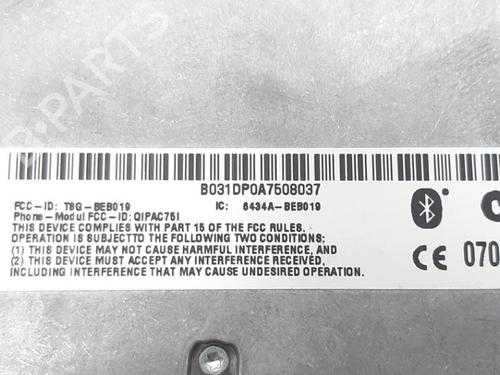 B-PARTS
B031DP0A7508037
FCC-ID: T8G-BEB019 IC: 6434A-BEB019
Phone-Modul FCC-ID: QIPAC75I
THIS DEVICE COMPLIES WITH PART 15 OF THE FCC RULES.
OPERATION IS SUBJECTTO THE FOLLOWING TWO CONDITIONS:
(1) THIS DEVICE MAY NOT CAUSE HARMFUL INTERFERENCE, AND
(2) THIS DEVICE MUST ACCEPT ANY INTERFERENCE RECEIVED,
INCLUDING INTERFERENCE THAT MAY CAUSE UNDESIRED OPERATION.
CE 070